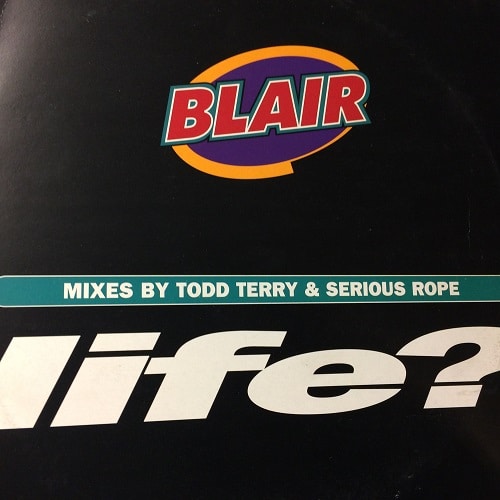 BLAIR
MIXES BY TODD TERRY & SERIOUS ROPE
life?